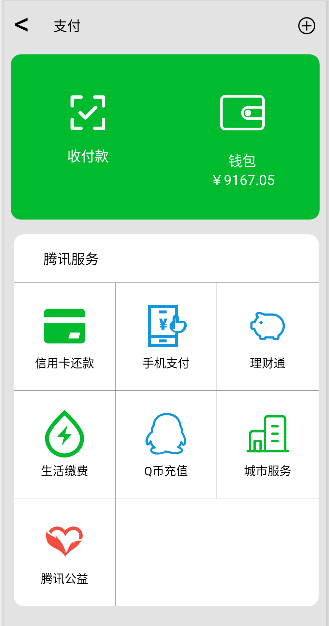 支付
收付款
钱包
￥9167.05
腾讯服务
信用卡还款
手机支付
理财通
生活缴费
Q币充值
城市服务
腾讯公益